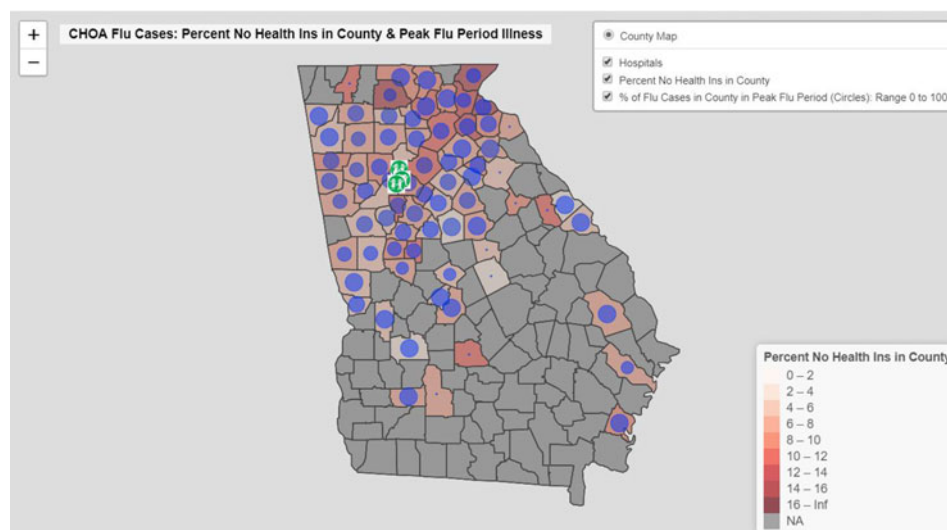 +
−
CHOA Flu Cases: Percent No Health Ins in County & Peak Flu Period Illness
County Map
Hospitals
Percent No Health Ins in County
% of Flu Cases in County in Peak Flu Period (Circles): Range 0 to 100
Percent No Health Ins in County
0 – 2
2 – 4
4 – 6
6 – 8
8 – 10
10 – 12
12 – 14
14 – 16
16 – Inf
NA